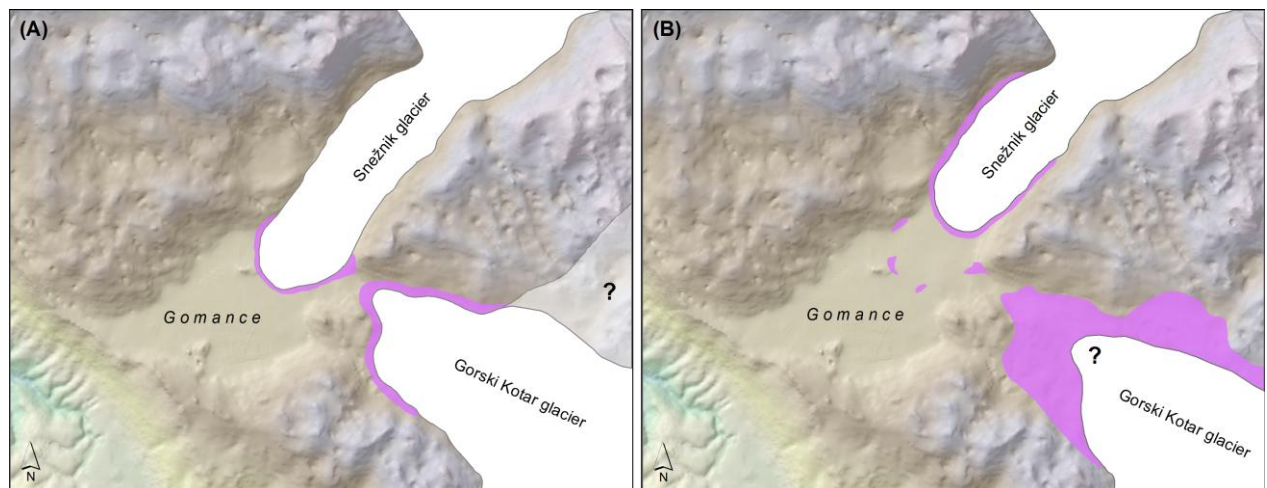 (A)
Snežnik glacier
Gomance
?
Gorski Kotar glacier
N
(B)
Snežnik glacier
Gomance
?
Gorski Kotar glacier
N